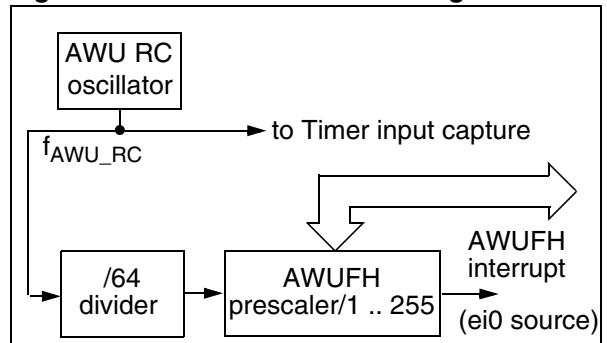 AWU RC
oscillator
to Timer input capture
fAWU_RC
AWUFH
interrupt
/64
divider
AWUFH
prescaler/1 .. 255
(ei0 source)